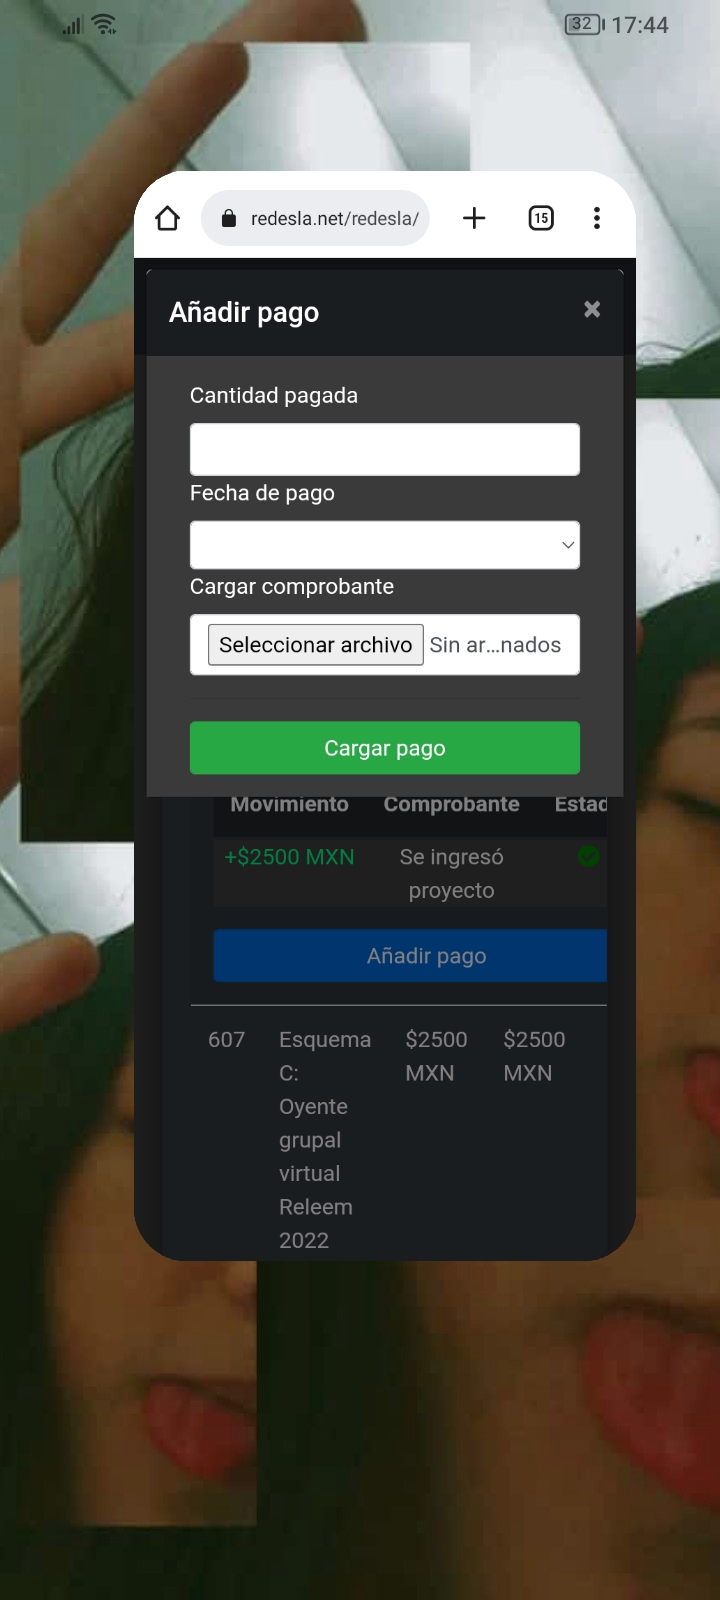 32 17:44
redesla.net/redesla/
15
Añadir pago
×
Cantidad pagada
Fecha de pago
Cargar comprobante
Seleccionar archivo Sin ar...nados
Cargar pago
Movimiento Comprobante Estad
+$2500 MXN Se ingresó
proyecto
Añadir pago
607 Esquema $2500 $2500
C: MXN MXN
Oyente
grupal
virtual
Releem
2022